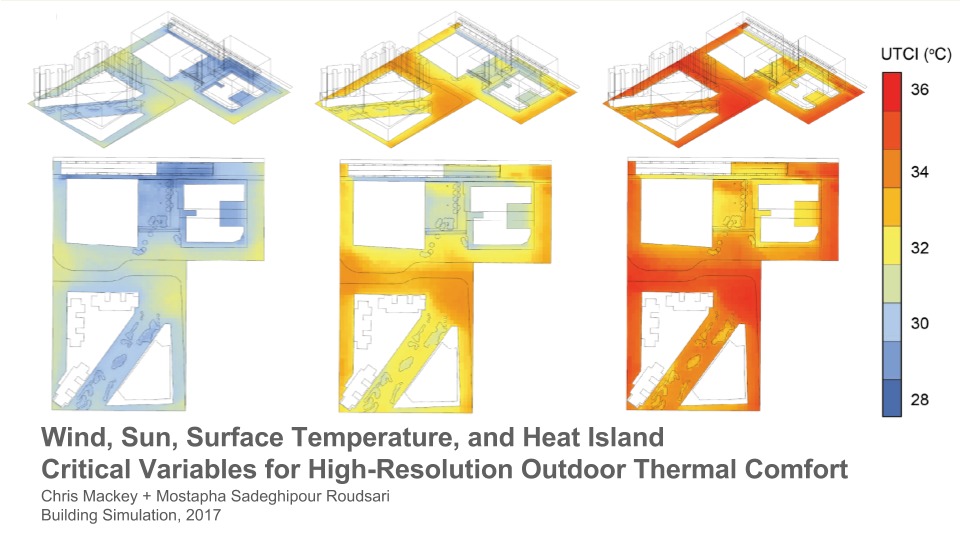 UTCI (°C)
36
34
32
30
28
Wind, Sun, Surface Temperature, and Heat Island
Critical Variables for High-Resolution Outdoor Thermal Comfort
Chris Mackey + Mostapha Sadeghipour Roudsari
Building Simulation, 2017